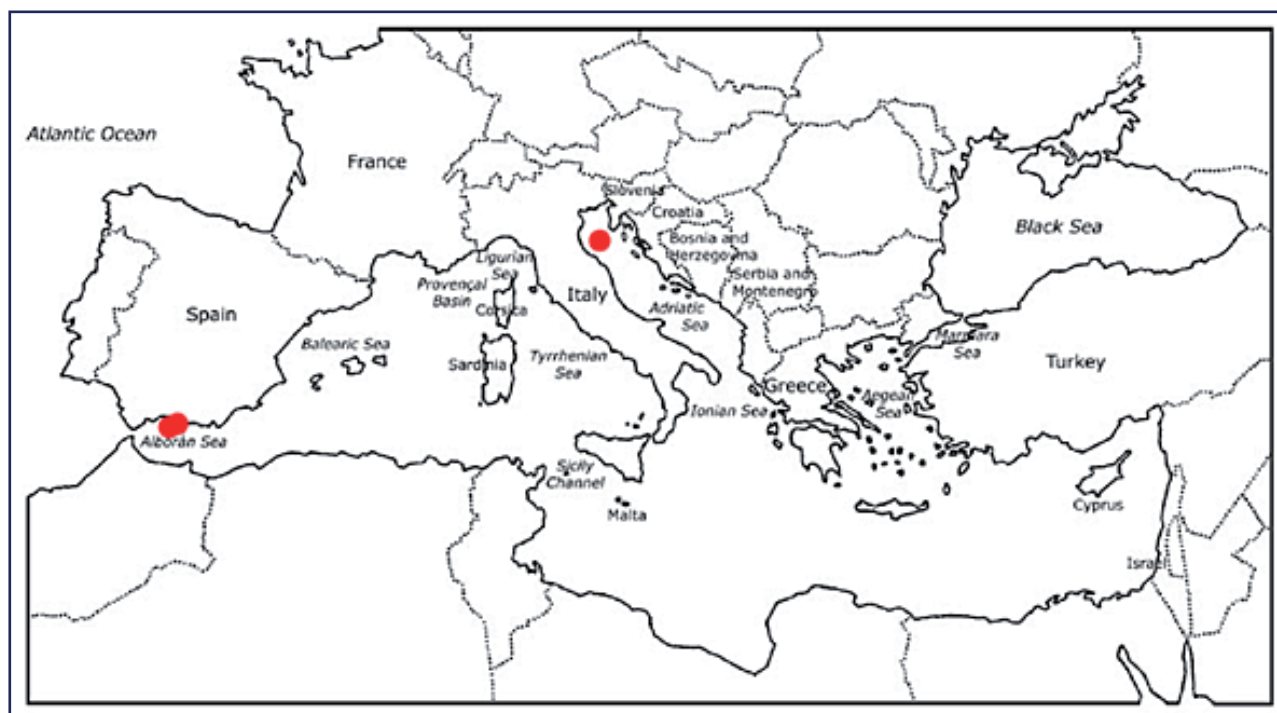 Atlantic Ocean
France
Slovenia
Croatia
Bosnia and
Herzegovina
Serbia and
Montenegro
Black Sea
Ligurian
Sea
Provençal
Basin
Corsica
Italy
Adriatic
Sea
Spain
Balearic Sea
Sardinia
Tyrrhenian
Sea
Marmara
Sea
Turkey
Greece
Aegean
Sea
Ionian Sea
Alborán Sea
Sicily
Channel
Malta
Cyprus
Israel